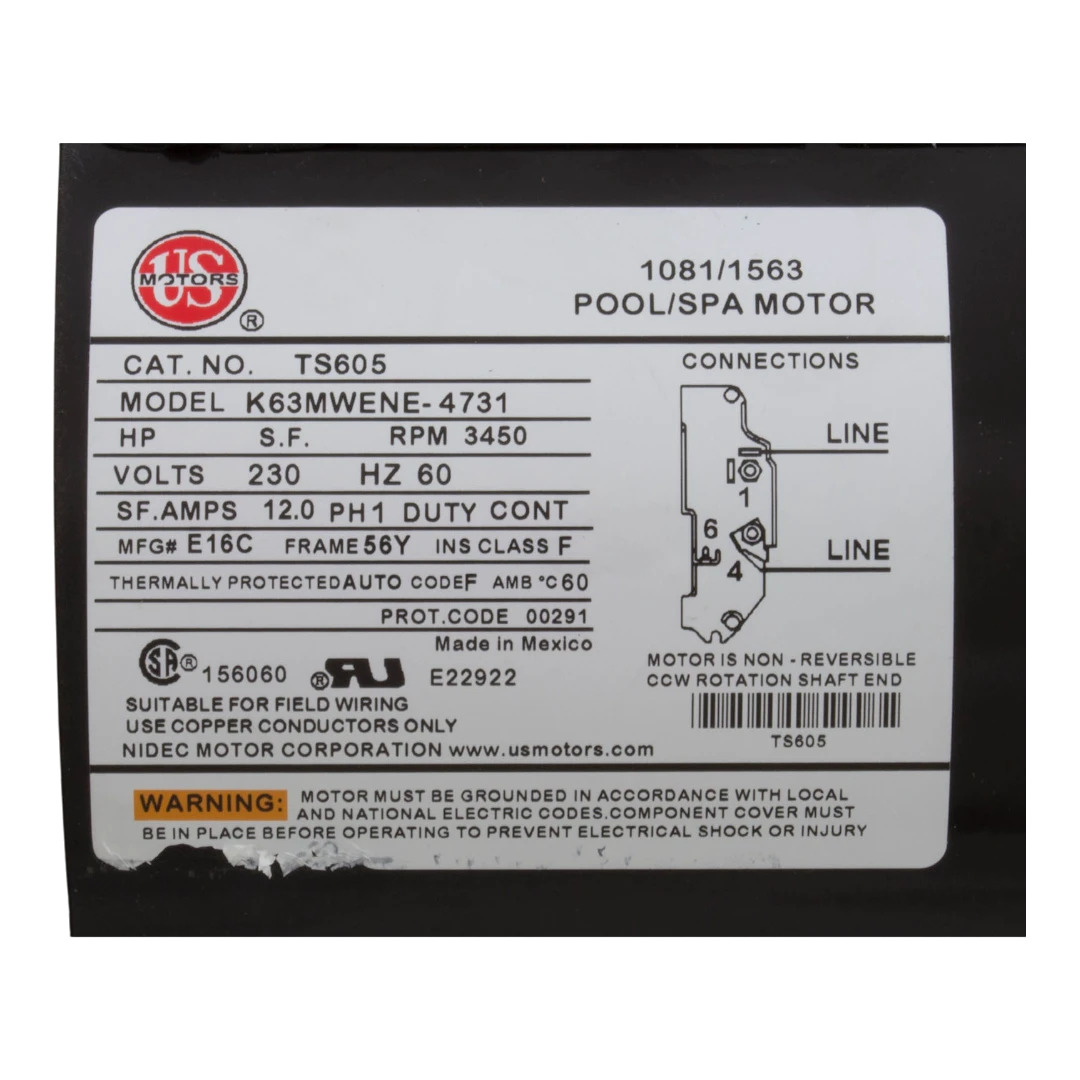 US
MOTORS
®
1081/1563
POOL/SPA MOTOR
CAT. NO. TS605
MODEL K63MWENE-4731
HP S.F. RPM 3450
VOLTS 230 HZ 60
SF.AMPS 12.0 PH1 DUTY CONT
MFG# E16C FRAME 56Y INS CLASS F
THERMALLY PROTECTED AUTO CODE F AMB °C 60
PROT.CODE 00291
Made in Mexico
SA ® 156060 ® RU E22922
SUITABLE FOR FIELD WIRING
USE COPPER CONDUCTORS ONLY
NIDEC MOTOR CORPORATION www.usmotors.com
CONNECTIONS
LINE
1
6
LINE
4
MOTOR IS NON - REVERSIBLE
CCW ROTATION SHAFT END
TS605
WARNING: MOTOR MUST BE GROUNDED IN ACCORDANCE WITH LOCAL
AND NATIONAL ELECTRIC CODES.COMPONENT COVER MUST
BE IN PLACE BEFORE OPERATING TO PREVENT ELECTRICAL SHOCK OR INJURY